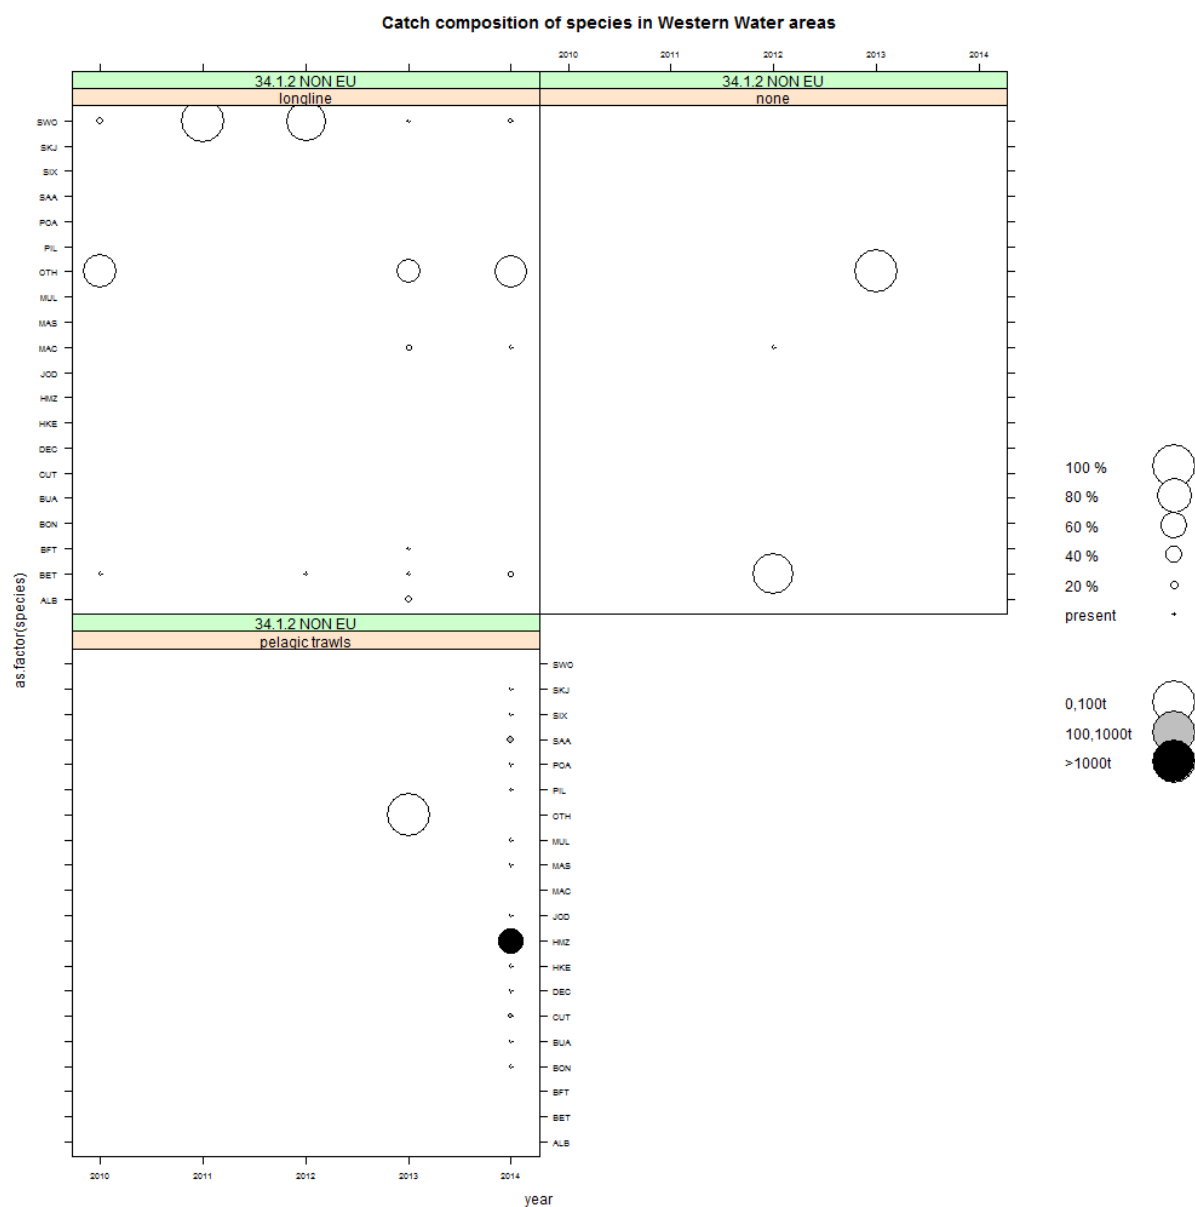 Catch composition of species in Western Water areas
2010 2011 2012 2013 2014
34.1.2 NON EU 34.1.2 NON EU
longline none
SWO
SKJ
SIX
SAA
POA
PIL
OTH
MUL
MAS
MAC
JOD
HMZ
HKE
DEC
CUT
BUA
BON
BFT
BET
ALB
as.factor(species)
34.1.2 NON EU
pelagic trawls
SWO
SKJ
SIX
SAA
POA
PIL
OTH
MUL
MAS
MAC
JOD
HMZ
HKE
DEC
CUT
BUA
BON
BFT
BET
ALB
2010 2011 2012 2013 2014
year
100 %
80 %
60 %
40 %
20 %
present
0,100t
100,1000t
>1000t